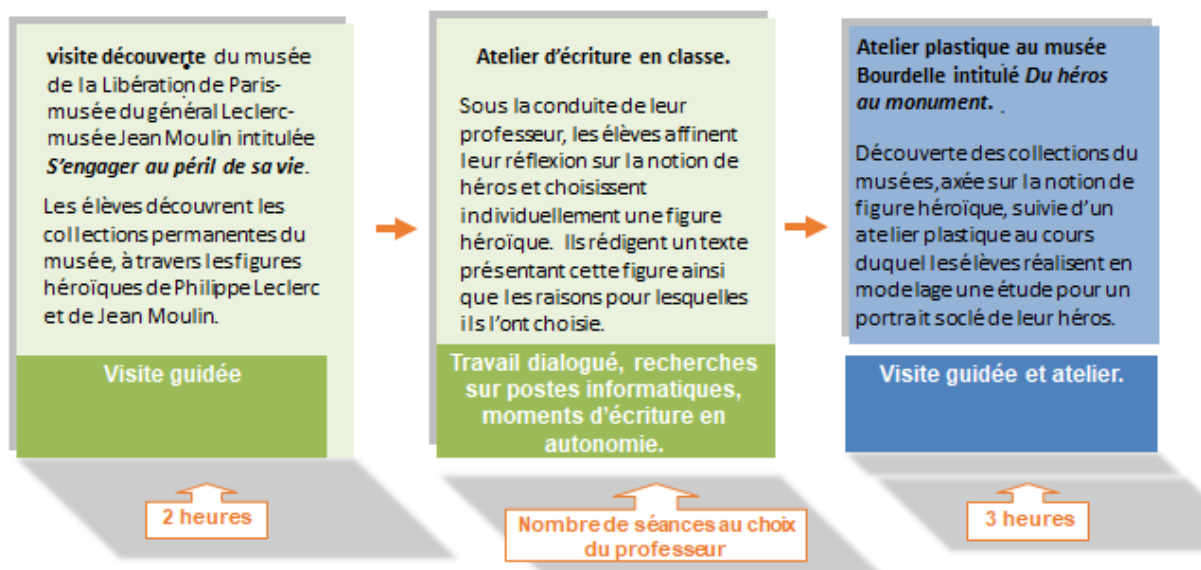 visite découverte du musée
de la Libération de Paris-
musée du général Leclerc-
musée Jean Moulin intitulée
S'engager au péril de sa vie.
Les élèves découvrent les
collections permanentes du
musée, à travers les figures
héroïques de Philippe Leclerc
et de Jean Moulin.
Visite guidée
2 heures
Atelier d'écriture en classe.
Sous la conduite de leur
professeur, les élèves affinent
leur réflexion sur la notion de
héros et choisissent
individuellement une figure
héroïque. Ils rédigent un texte
présentant cette figure ainsi
que les raisons pour lesquelles
ils l'ont choisie.
Travail dialogué, recherches
sur postes informatiques,
moments d'écriture en
autonomie.
Nombre de séances au choix
du professeur
Atelier plastique au musée
Bourdelle intitulé Du héros
au monument. .
Découverte des collections du
musées, axée sur la notion de
figure héroïque, suivie d'un
atelier plastique au cours
duquel les élèves réalisent en
modelage une étude pour un
portrait soclé de leur héros.
Visite guidée et atelier.
3 heures